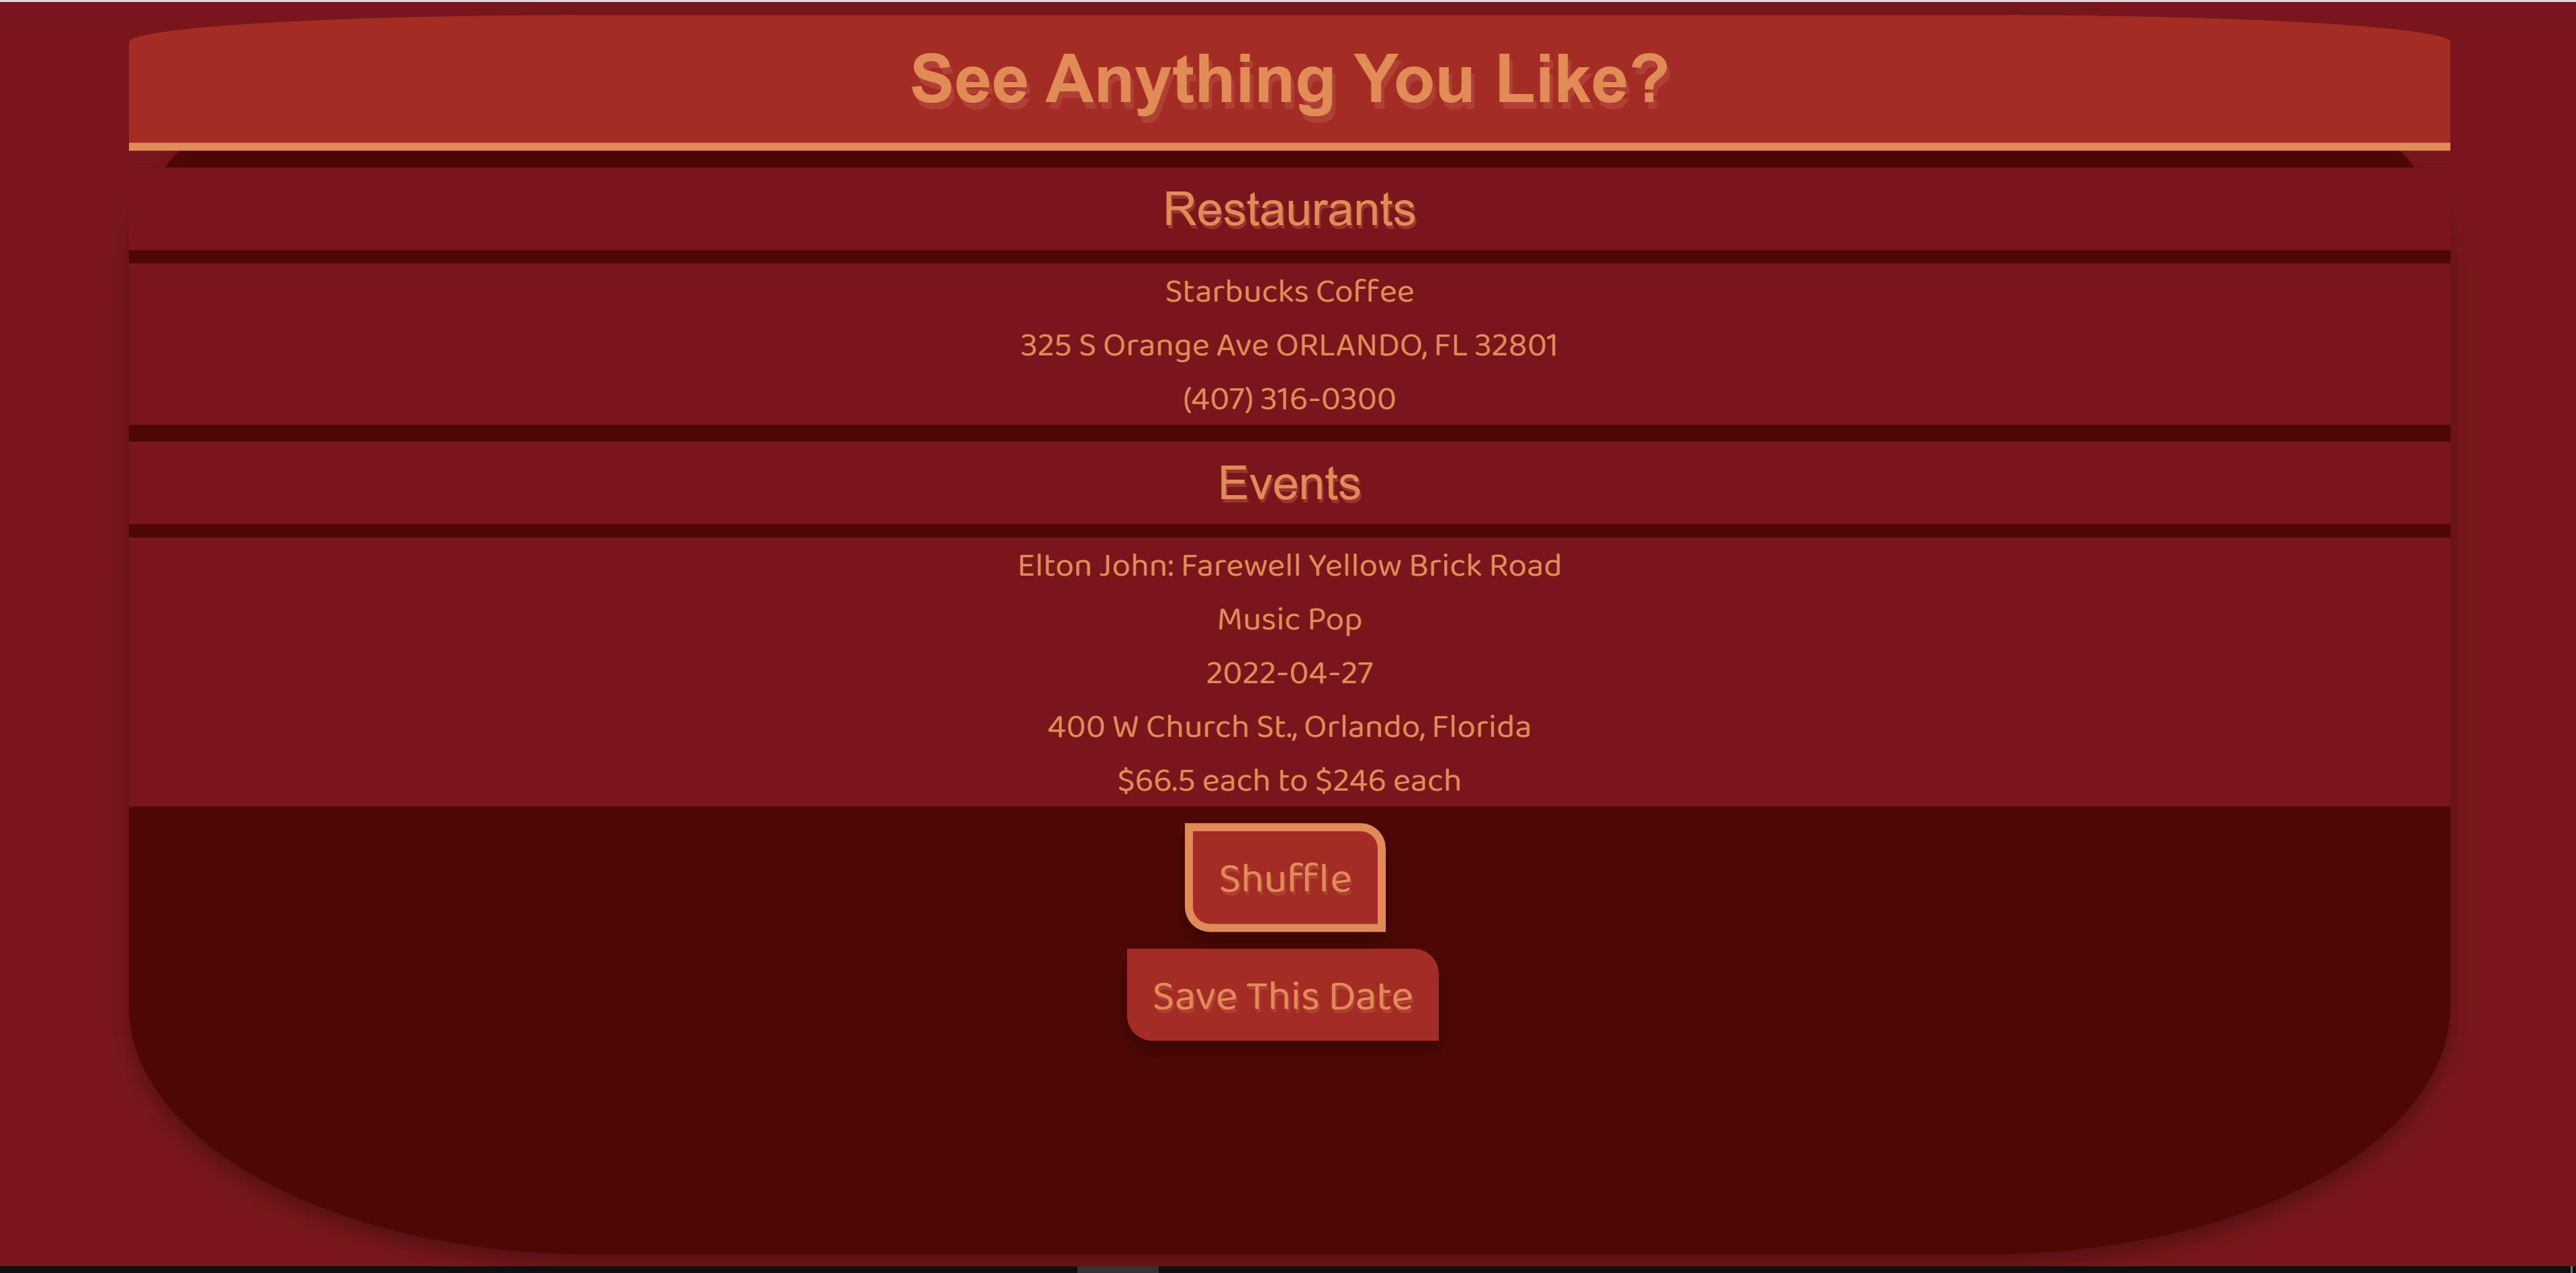 See Anything You Like?
Restaurants
Starbucks Coffee
325 S Orange Ave ORLANDO, FL 32801
(407) 316-0300
Events
Elton John: Farewell Yellow Brick Road
Music Pop
2022-04-27
400 W Church St., Orlando, Florida
$66.5 each to $246 each
Shuffle
Save This Date